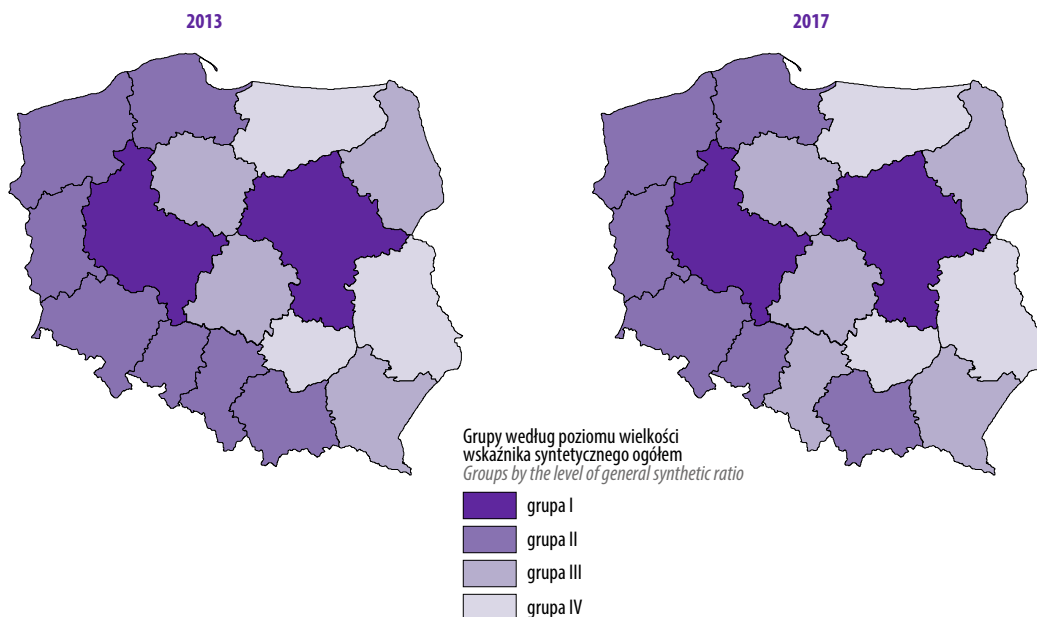 2013
2017
Grupy według poziomu wielkości
wskaźnika syntetycznego ogółem
Groups by the level of general synthetic ratio
grupa I
grupa II
grupa III
grupa IV